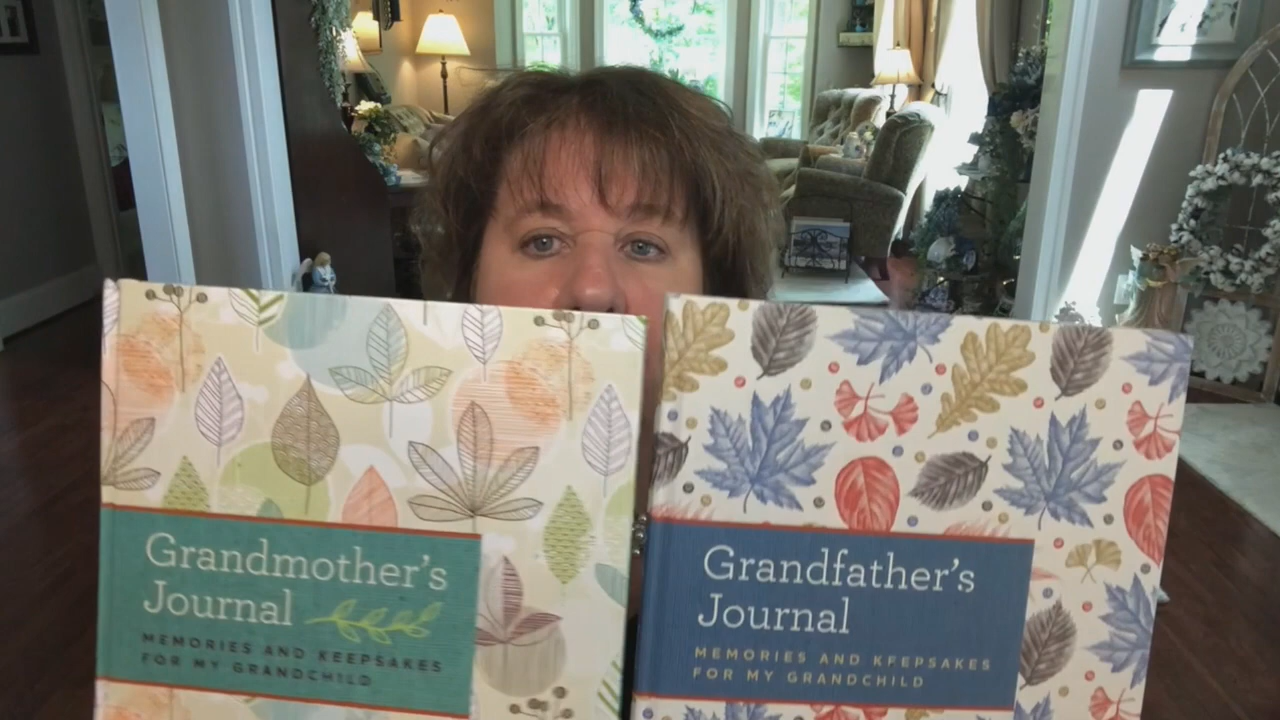 Grandmother's
Journal
MEMORIES AND KEEPSAKES
FOR MY GRANDCHILD
Grandfather's
Journal
MEMORIES AND KEEPSAKES
FOR MY GRANDCHILD